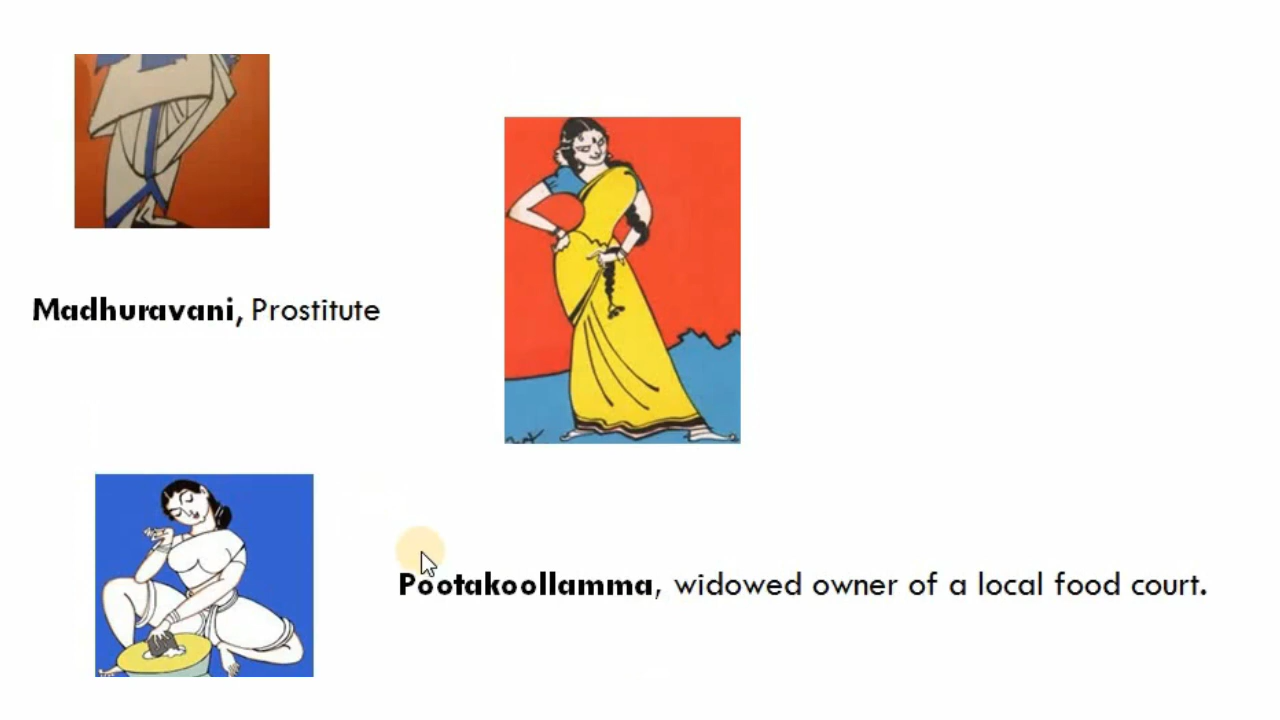 Madhuravani, Prostitute
Pootakoollamma, widowed owner of a local food court.